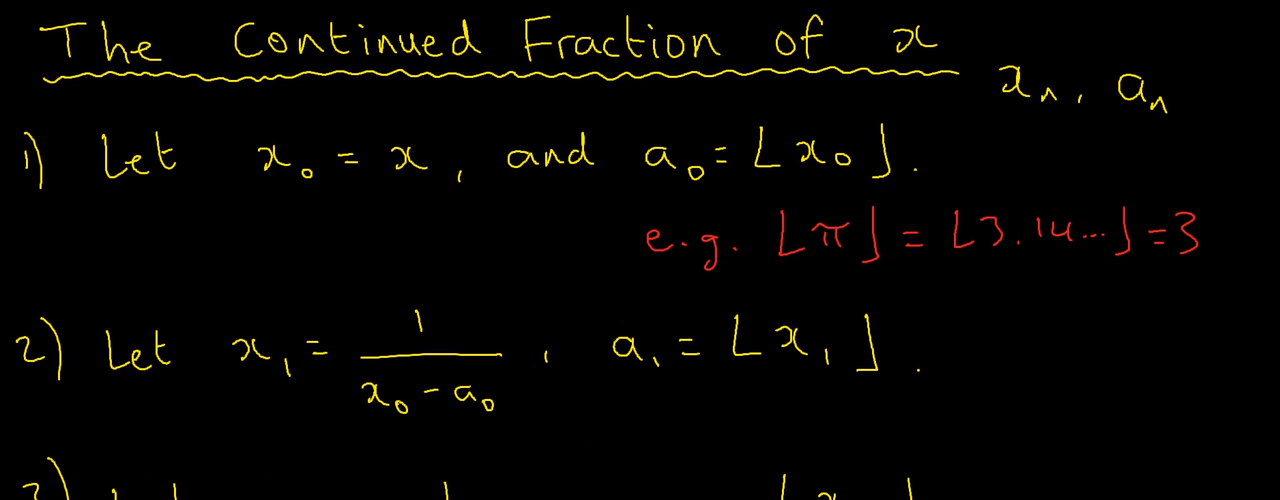 The Continued Fraction of x
xₙ, aₙ
1) Let x₀ = x, and a₀ = ⌊x₀⌋.
e.g. ⌊π⌋ = ⌊3.14...⌋ = 3
2) Let x₁ = 1/(x₀ - a₀), a₁ = ⌊x₁⌋.